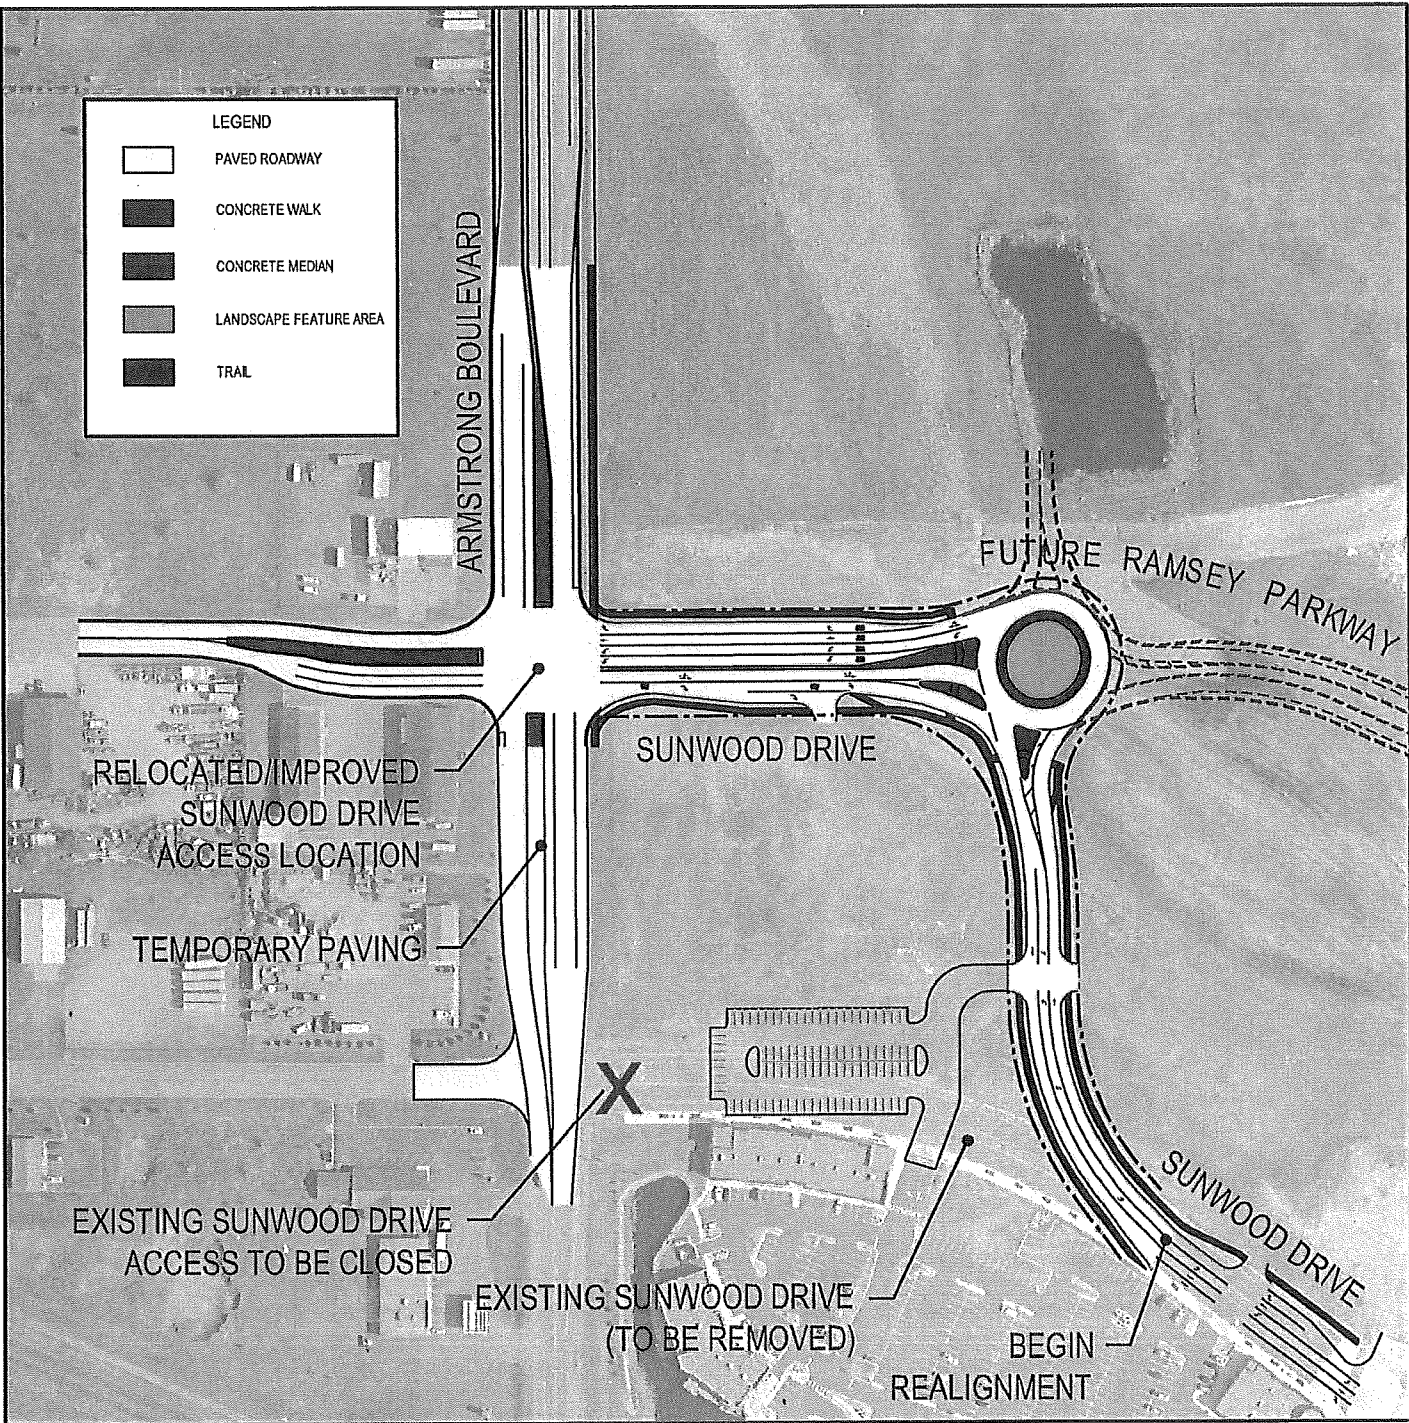 LEGEND
PAVED ROADWAY
CONCRETE WALK
CONCRETE MEDIAN
LANDSCAPE FEATURE AREA
TRAIL
ARMSTRONG BOULEVARD
FUTURE RAMSEY PARKWAY
SUNWOOD DRIVE
RELOCATED/IMPROVED
SUNWOOD DRIVE
ACCESS LOCATION
TEMPORARY PAVING
X
EXISTING SUNWOOD DRIVE
ACCESS TO BE CLOSED
EXISTING SUNWOOD DRIVE
(TO BE REMOVED)
BEGIN
REALIGNMENT
SUNWOOD DRIVE